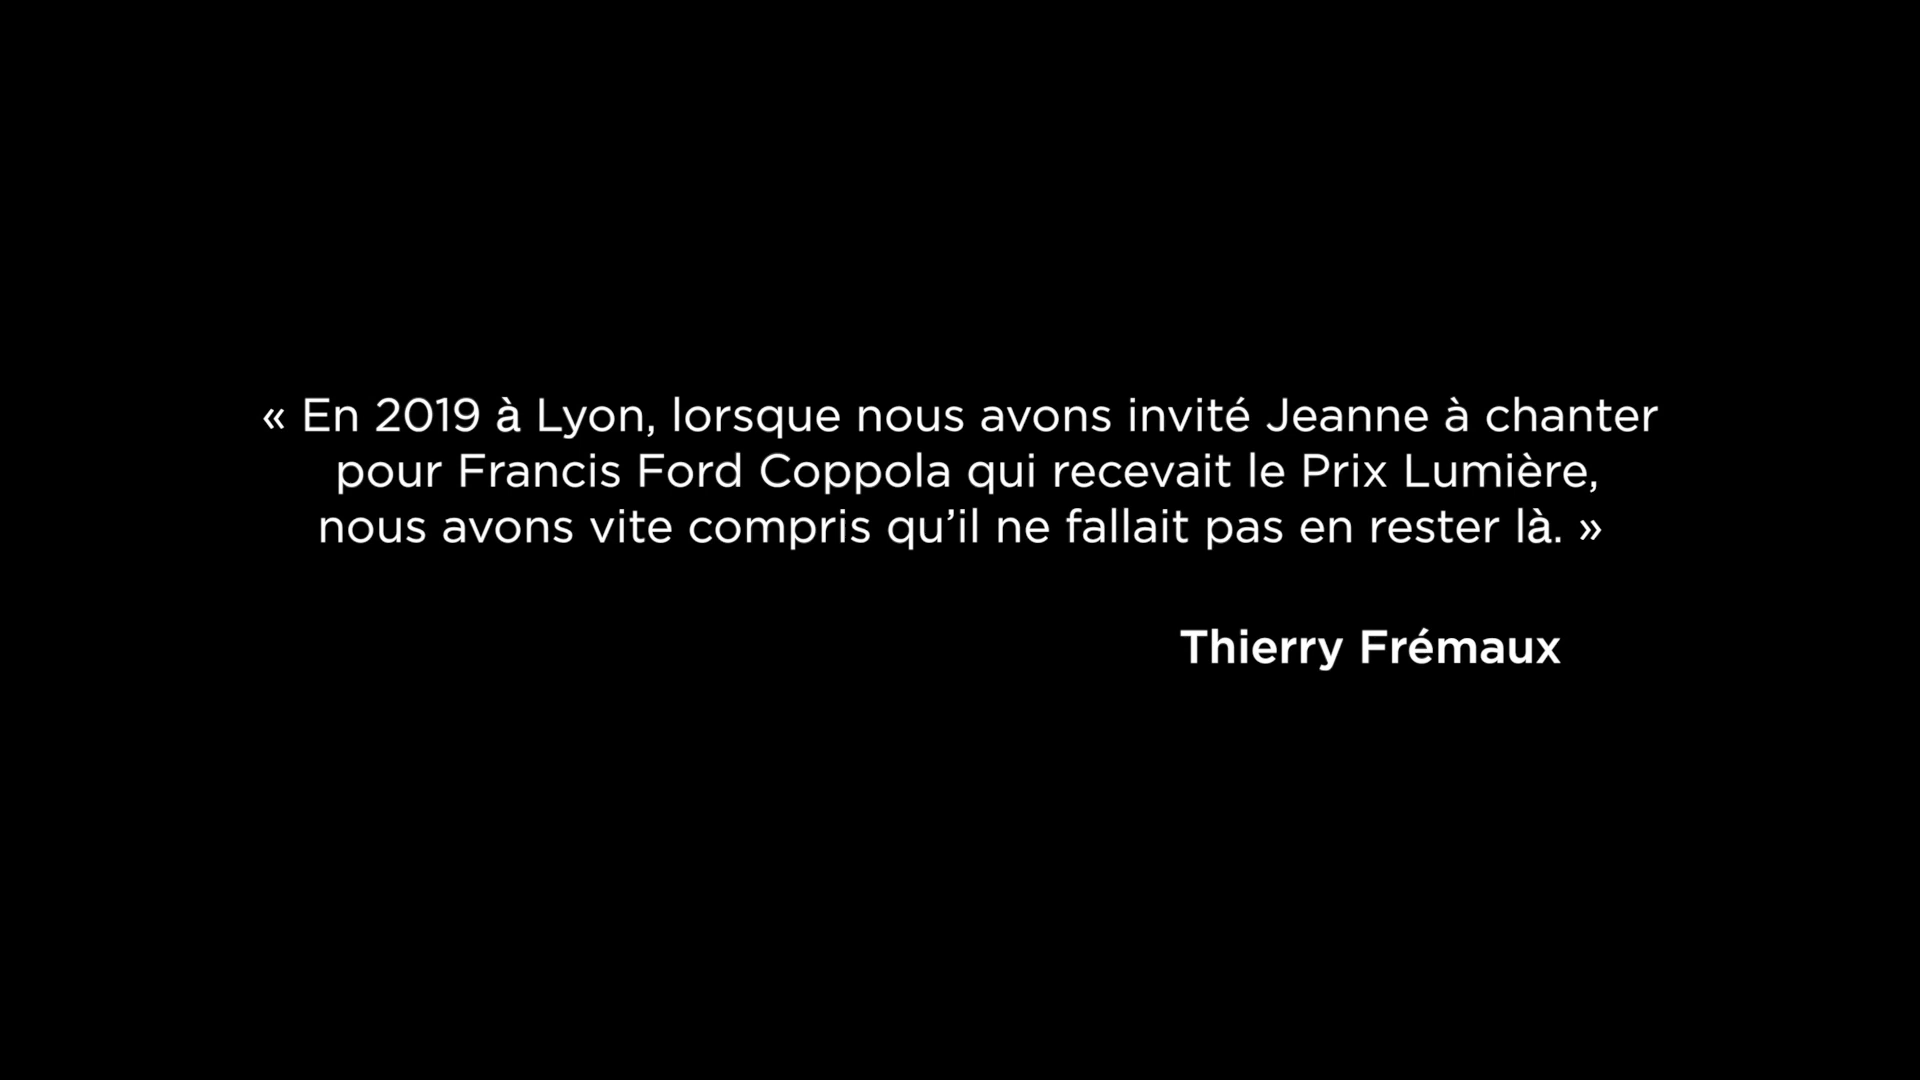 « En 2019 à Lyon, lorsque nous avons invité Jeanne à chanter
pour Francis Ford Coppola qui recevait le Prix Lumière,
nous avons vite compris qu’il ne fallait pas en rester là. »
Thierry Frémaux